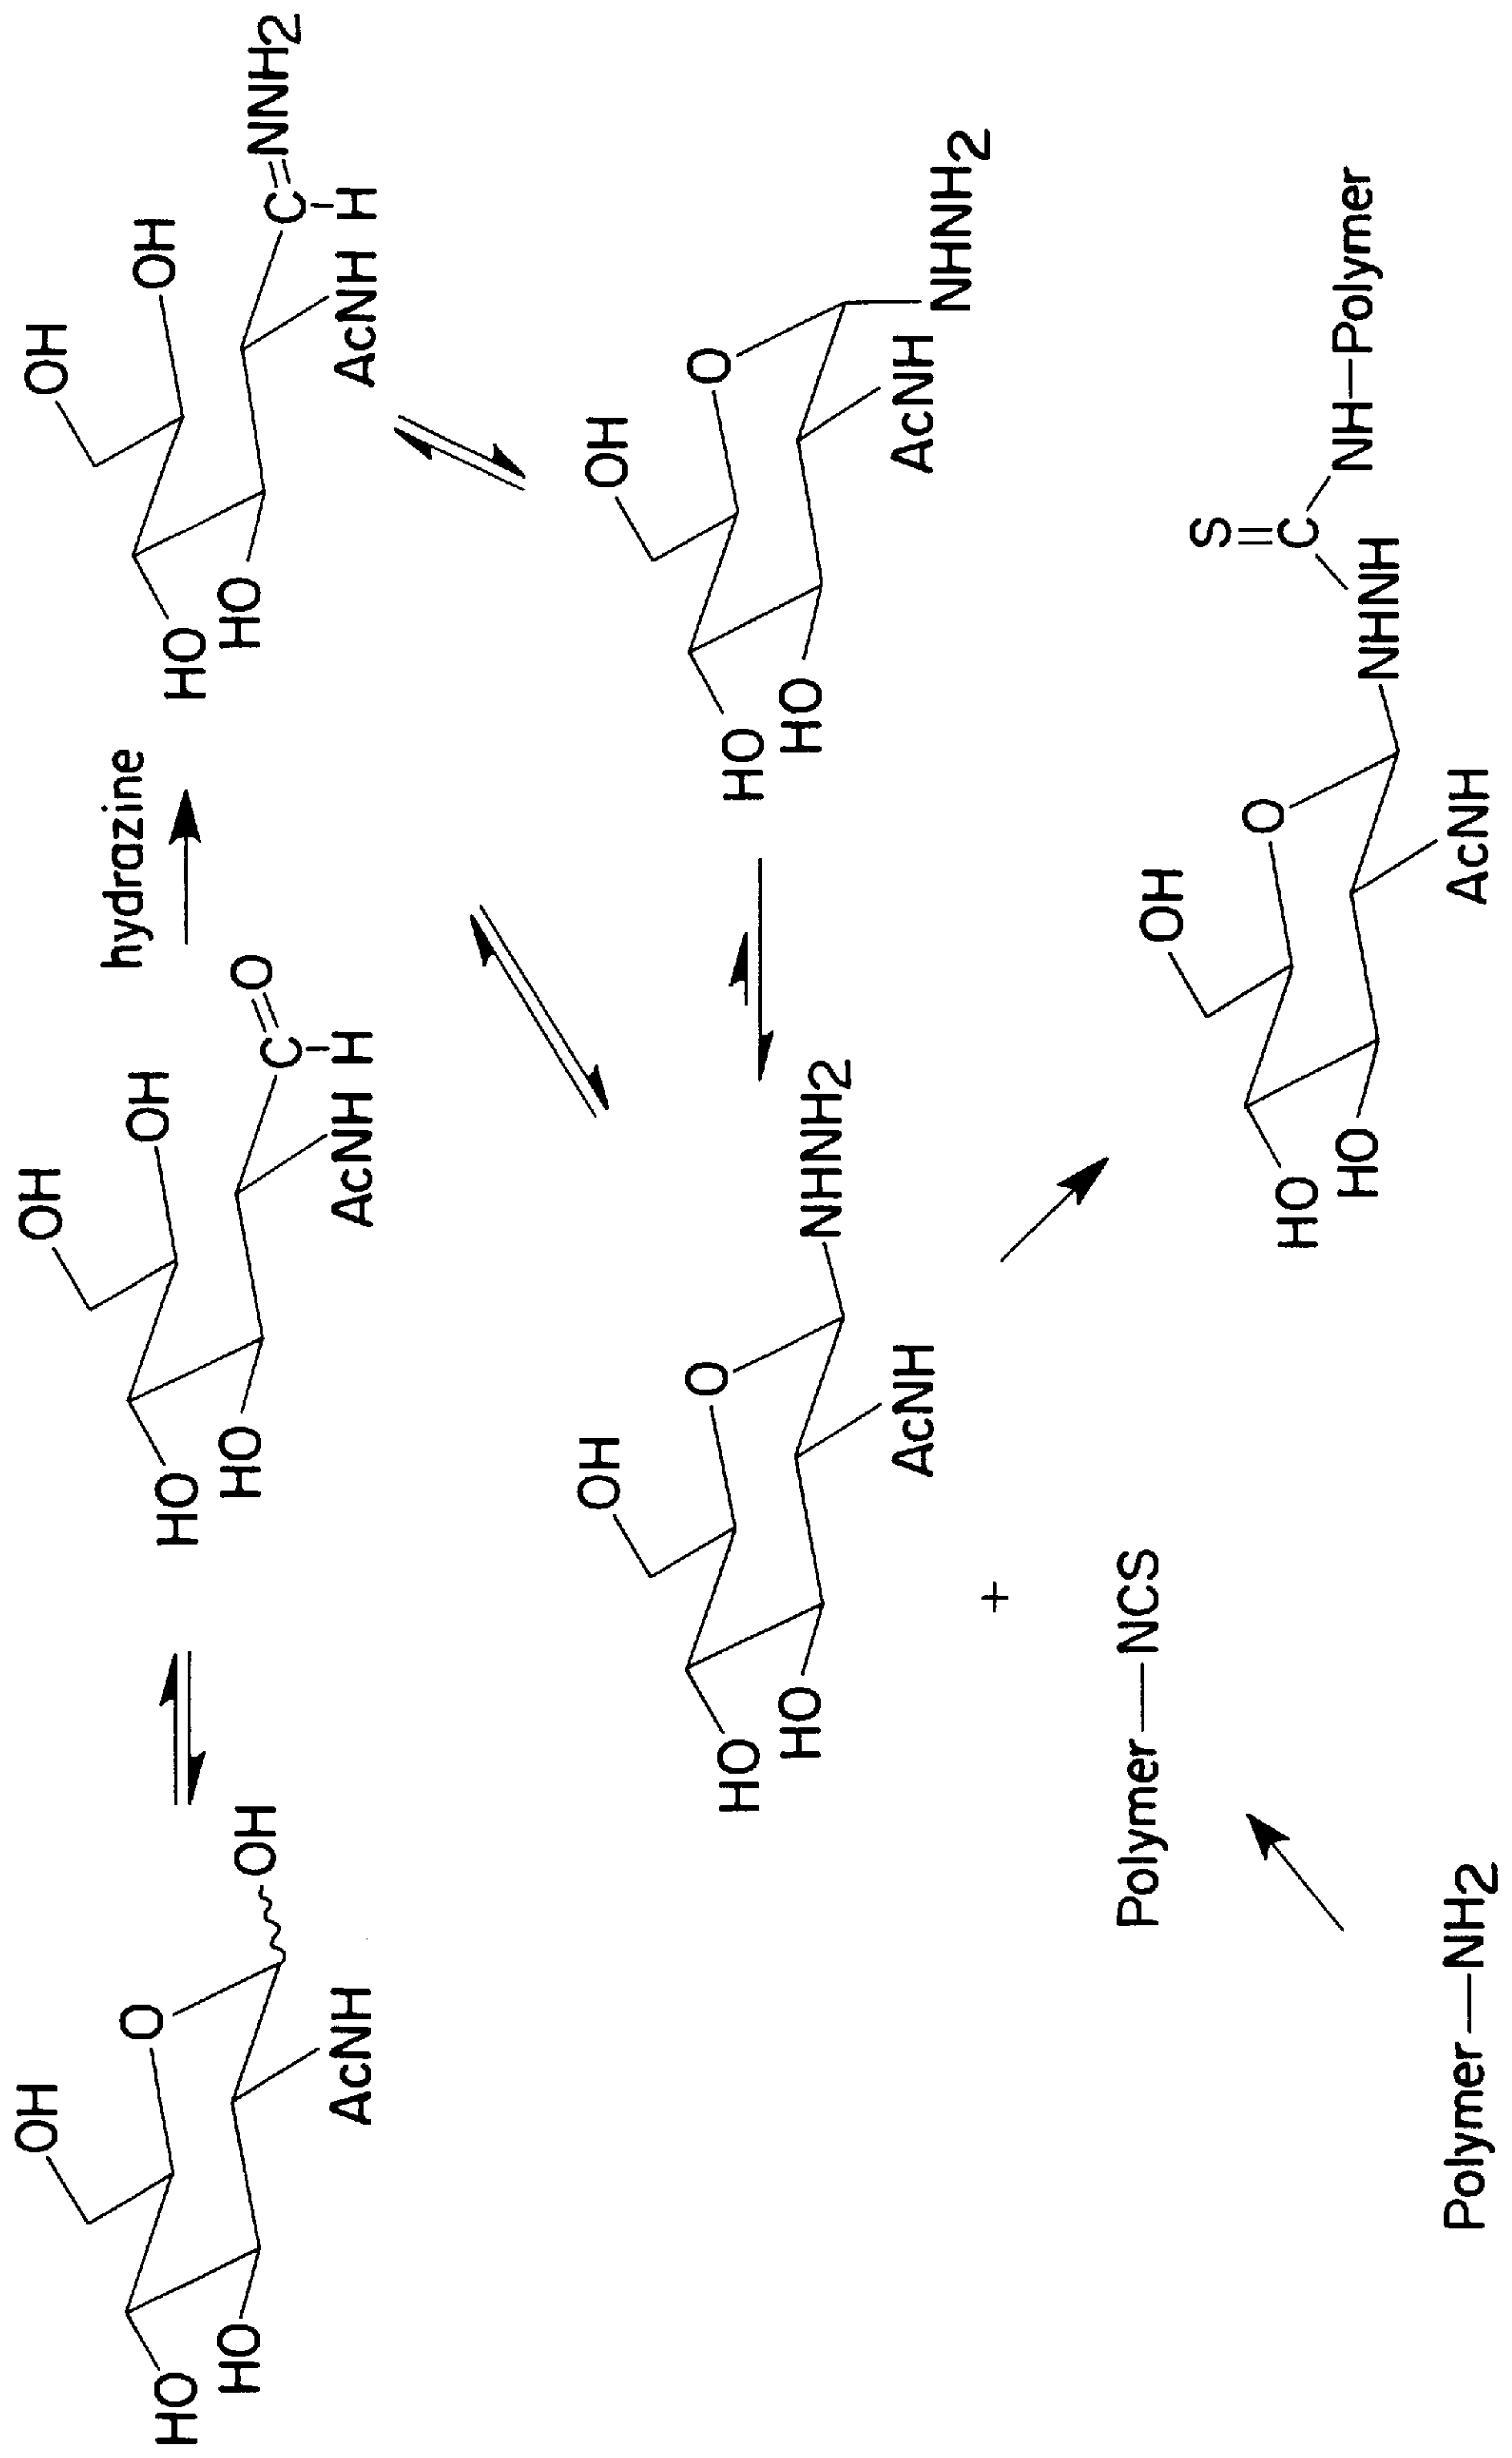 OH
O
HO
HO
AcNH
OH
OH
OH
HO
HO
AcNH
C
O
H
hydrazine
OH
OH
HO
HO
AcNH
C
NNH2
H
OH
O
HO
HO
AcNH
NHNH2
OH
O
HO
HO
AcNH
NHNH2
+
Polymer—NCS
Polymer—NH2
OH
O
HO
HO
AcNH
NHNH
C
S
NH—Polymer